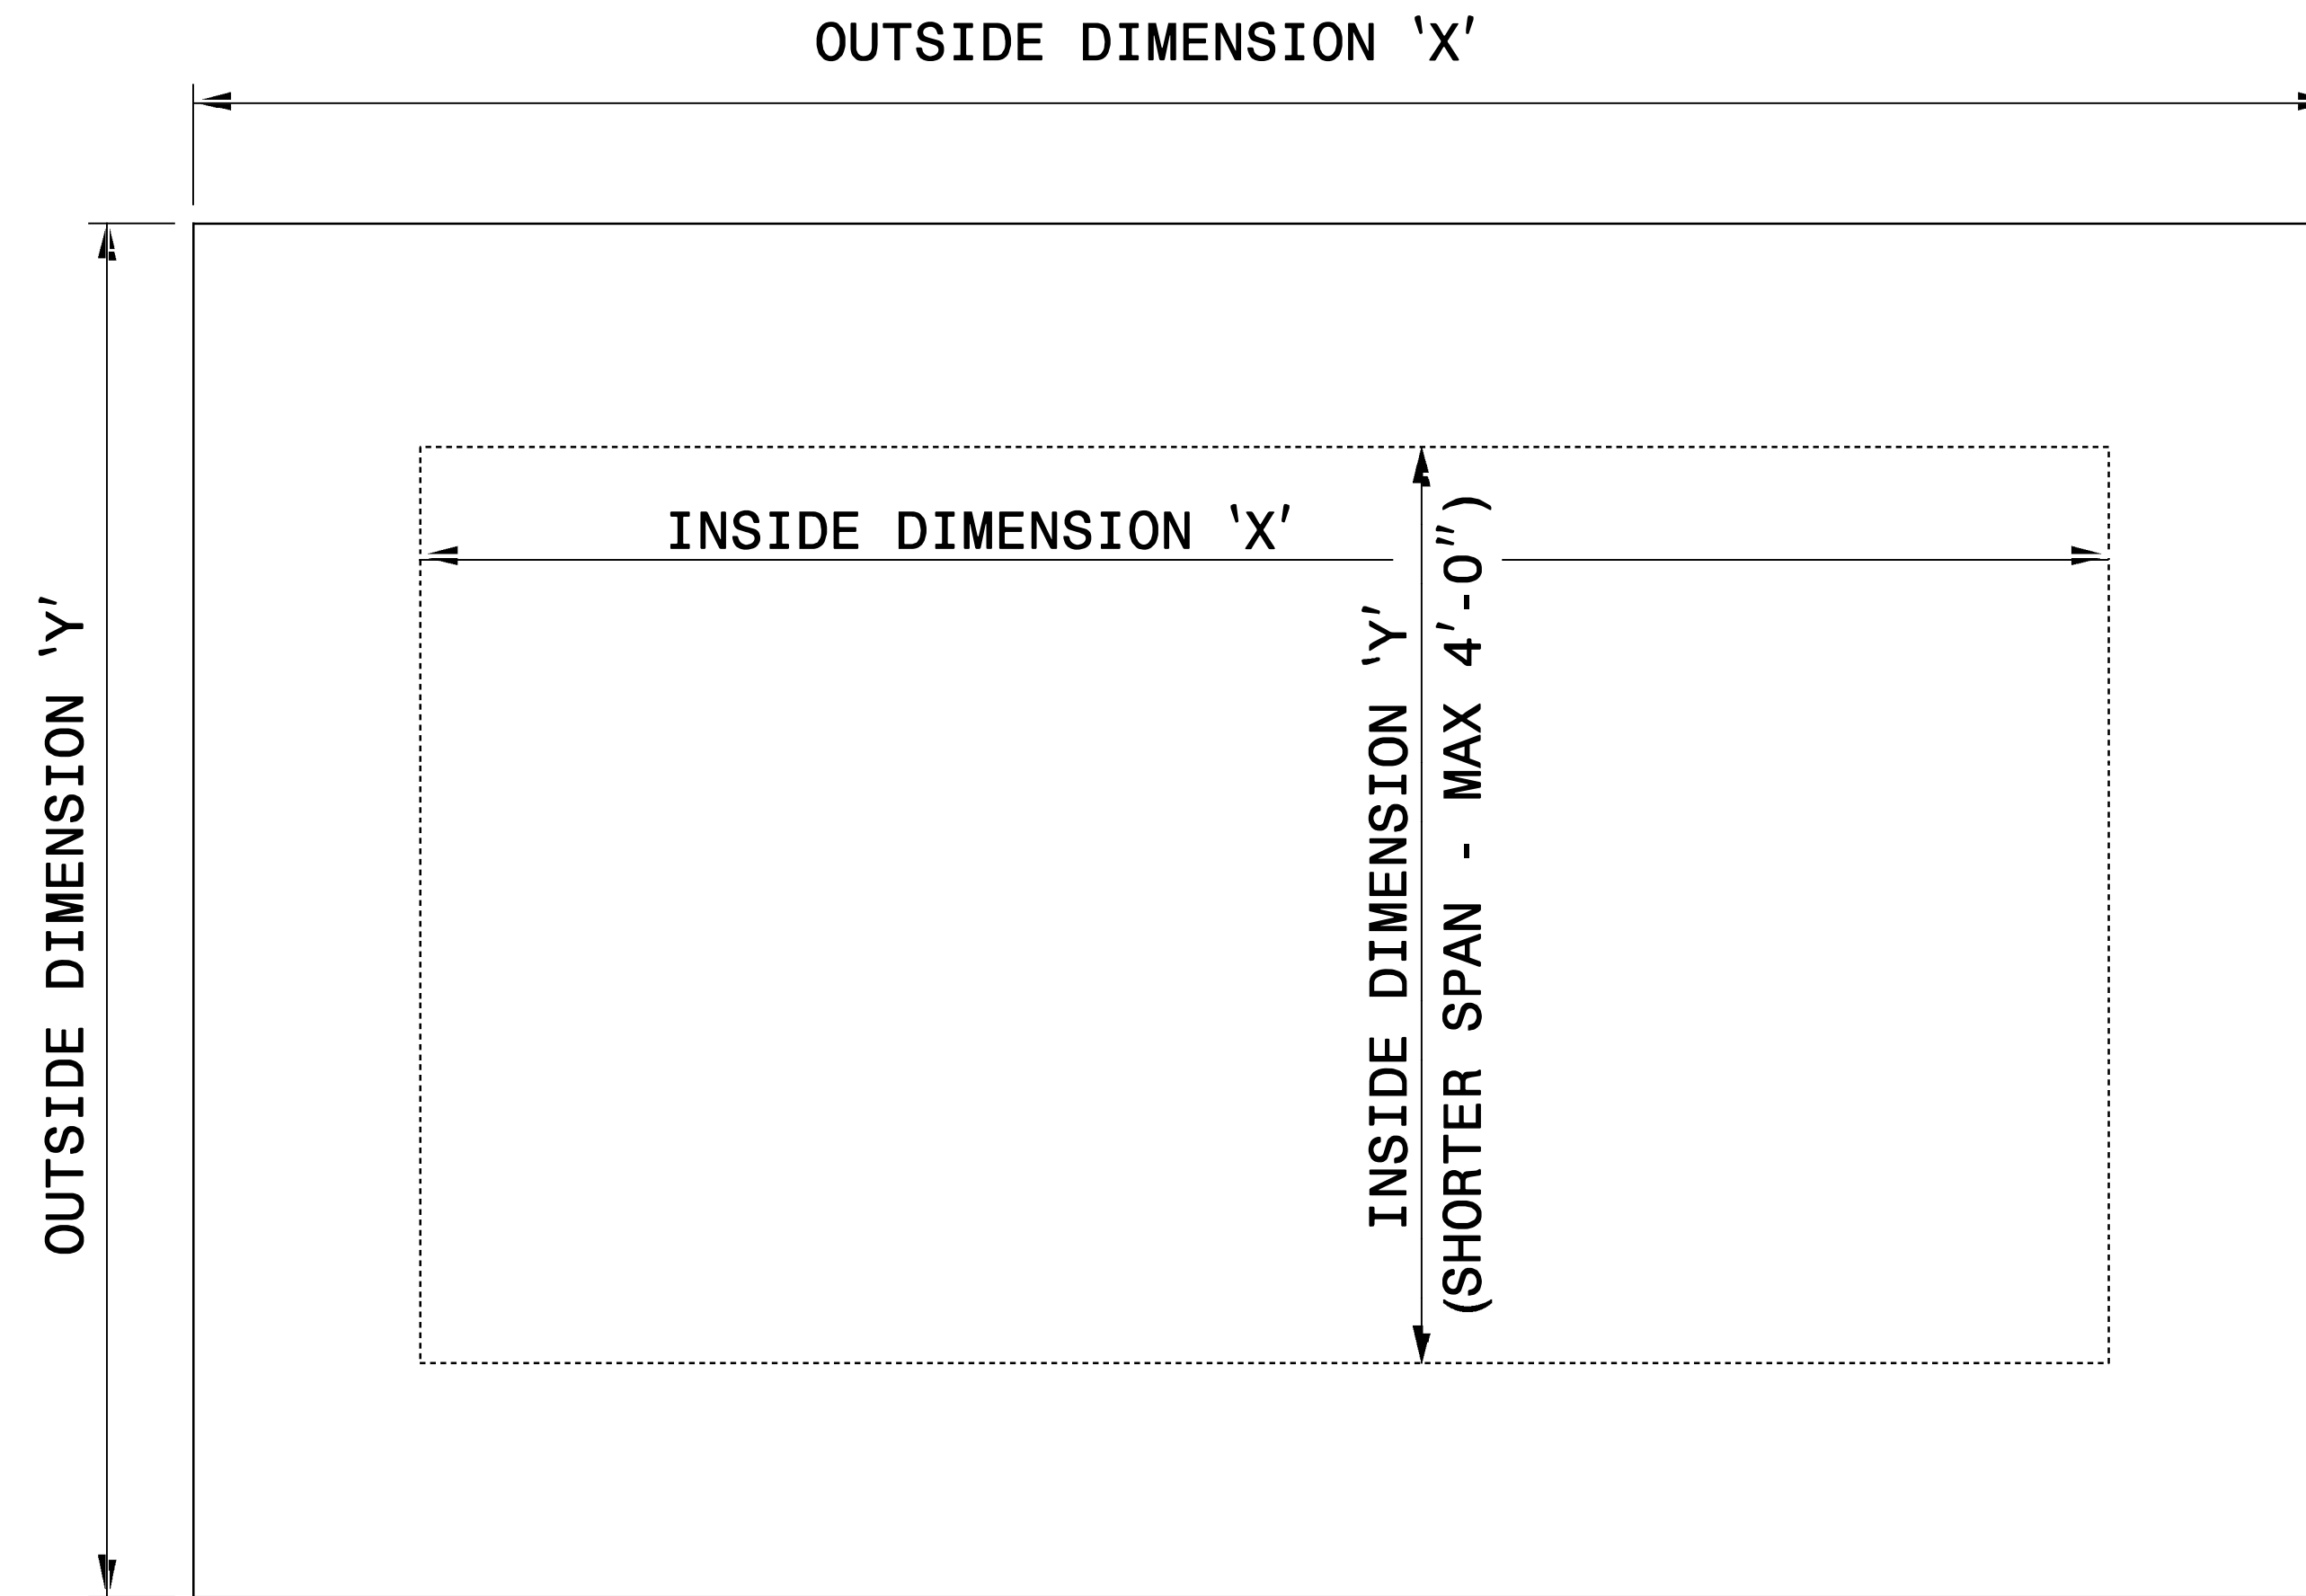 OUTSIDE DIMENSION 'X'
INSIDE DIMENSION 'X'
OUTSIDE DIMENSION 'Y'
INSIDE DIMENSION 'Y'
(SHORTER SPAN - MAX 4'-0")